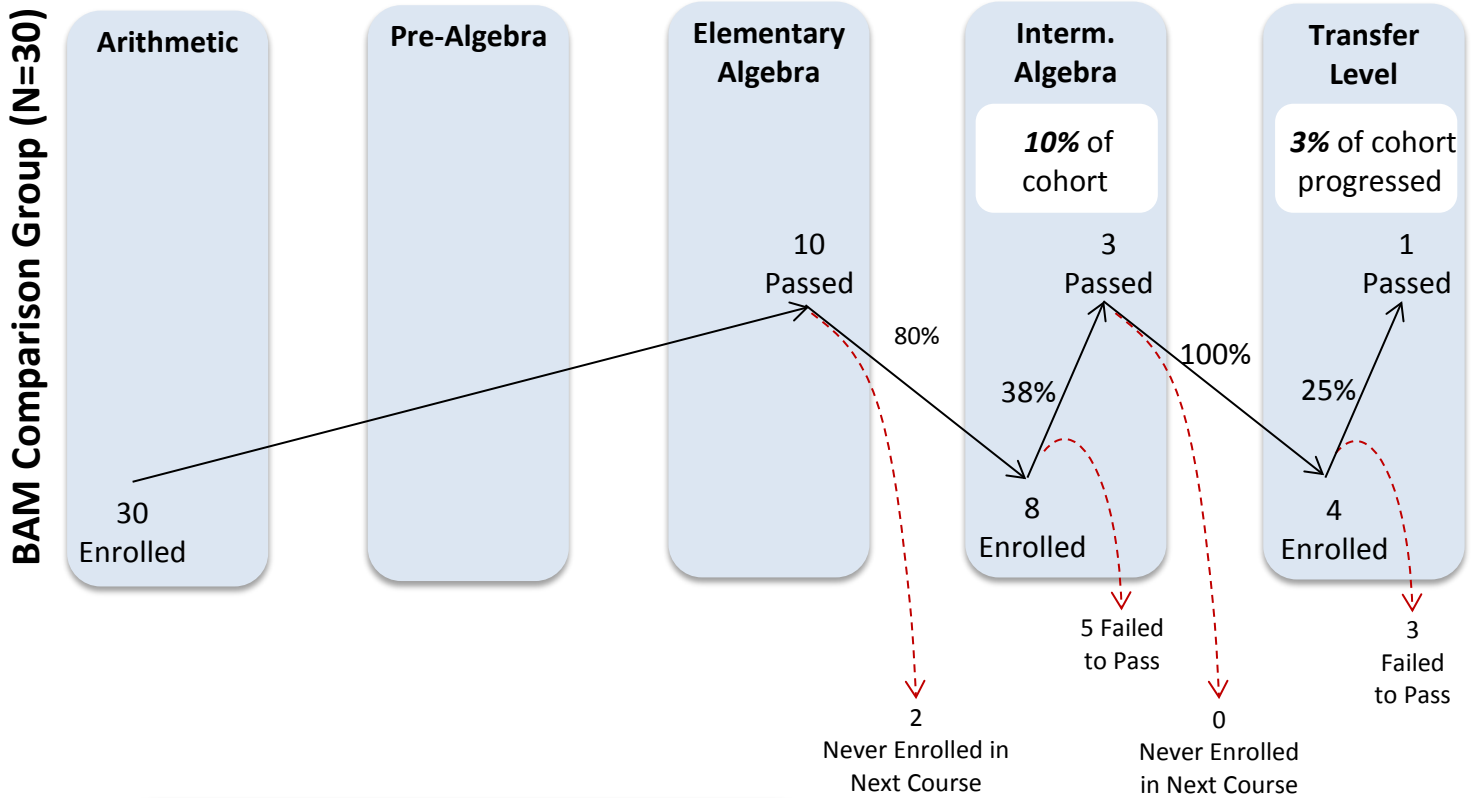 BAM Comparison Group (N=30)
Arithmetic
30
Enrolled
Pre-Algebra
Elementary
Algebra
10
Passed
80%
Interm.
Algebra
10% of
cohort
3
Passed
38%
8
Enrolled
100%
Transfer
Level
3% of cohort
progressed
1
Passed
25%
4
Enrolled
2
Never Enrolled in
Next Course
5 Failed
to Pass
0
Never Enrolled
in Next Course
3
Failed
to Pass